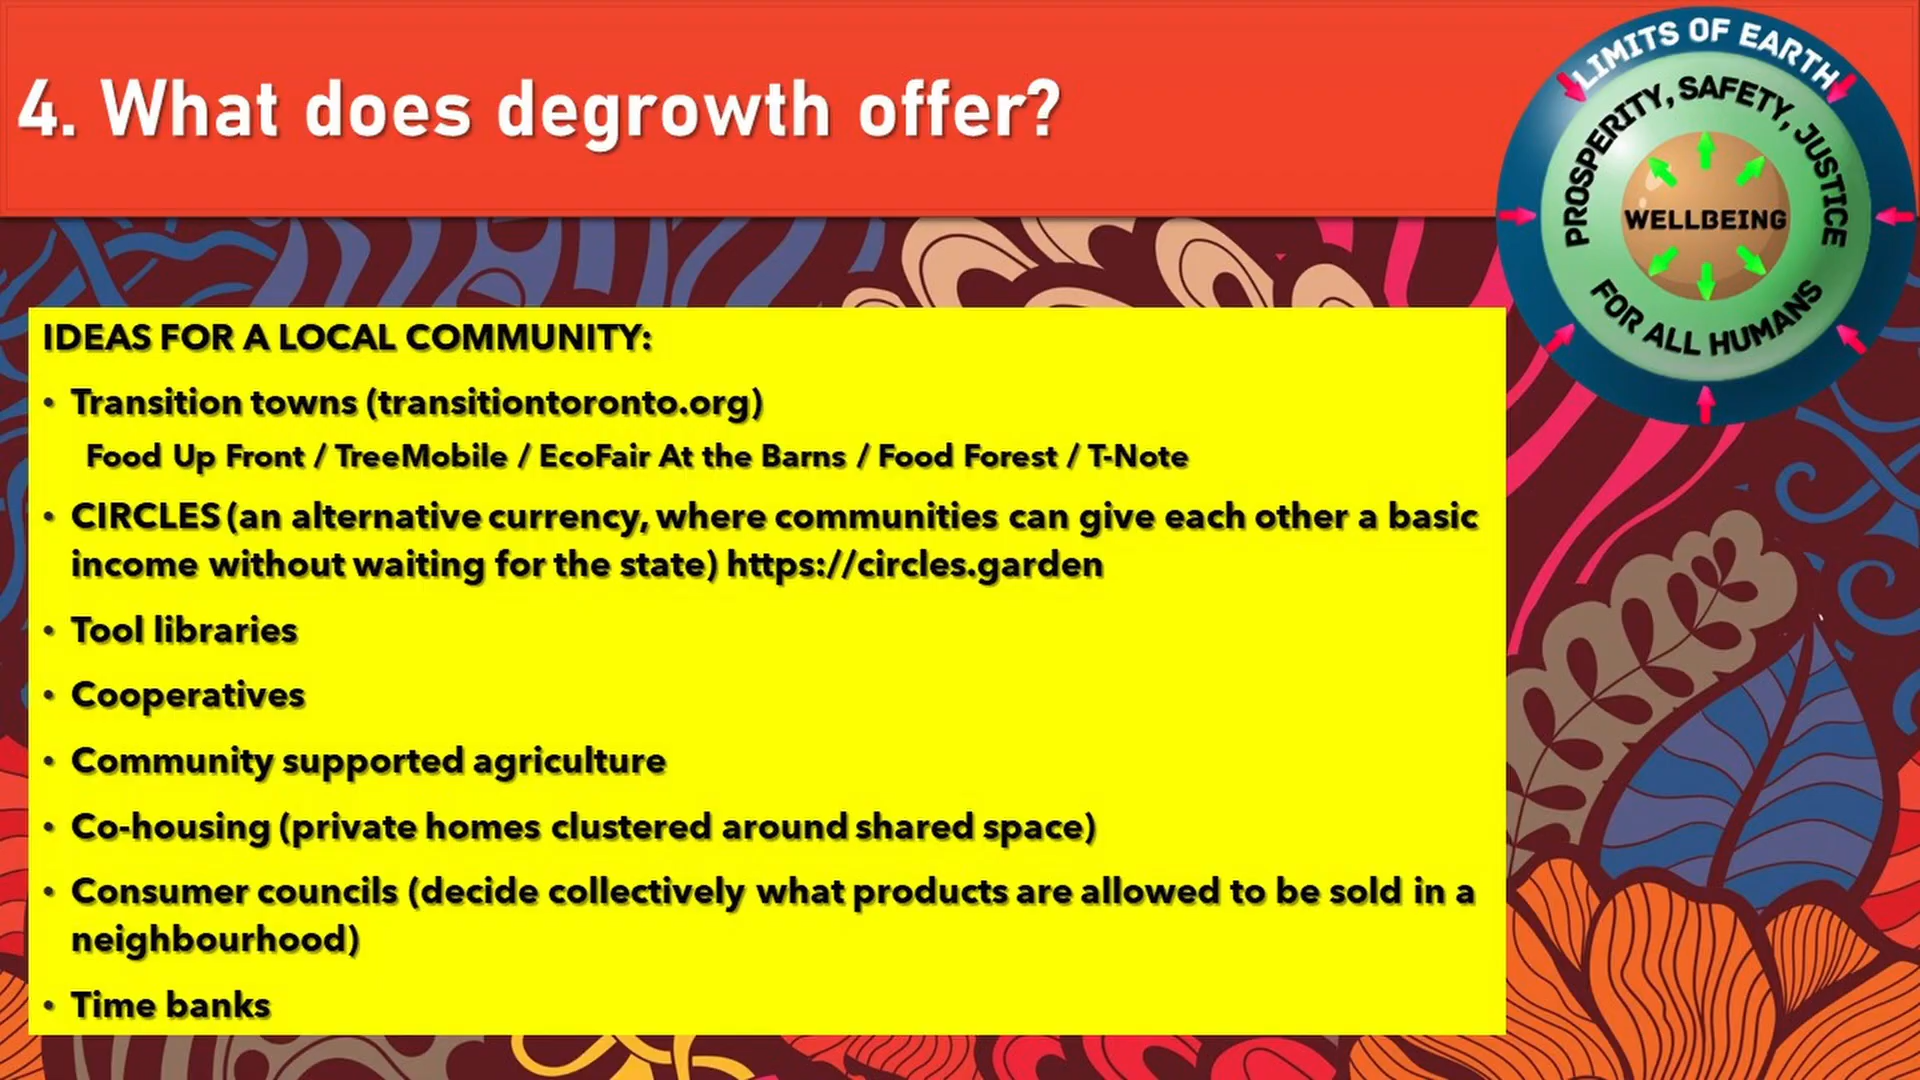 4. What does degrowth offer?
LIMITS OF EARTH
PROSPERITY, SAFETY, JUSTICE
WELLBEING
FOR ALL HUMANS
IDEAS FOR A LOCAL COMMUNITY:
• Transition towns (transitiontoronto.org)
Food Up Front / TreeMobile / EcoFair At the Barns / Food Forest / T-Note
• CIRCLES (an alternative currency, where communities can give each other a basic
income without waiting for the state) https://circles.garden
• Tool libraries
• Cooperatives
• Community supported agriculture
• Co-housing (private homes clustered around shared space)
• Consumer councils (decide collectively what products are allowed to be sold in a
neighbourhood)
• Time banks